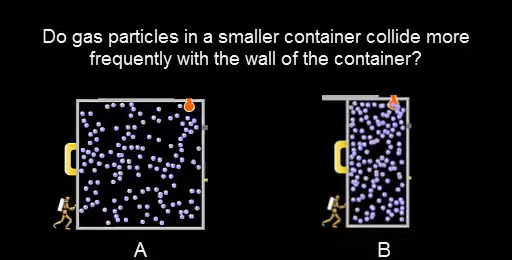 Do gas particles in a smaller container collide more
frequently with the wall of the container?
A
B